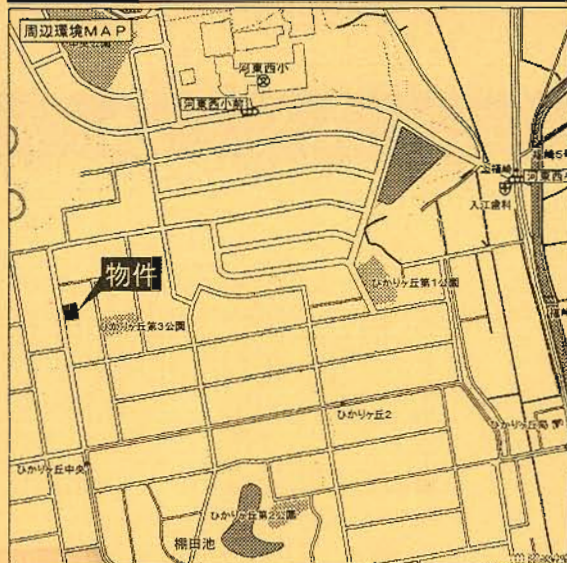 周辺環境MAP
河東西小
河東西小前
入江歯科
物件
ひかりヶ丘第1公園
ひかりヶ丘第3公園
ひかりヶ丘2
ひかりヶ丘中央
ひかりヶ丘第2公園
棚田池